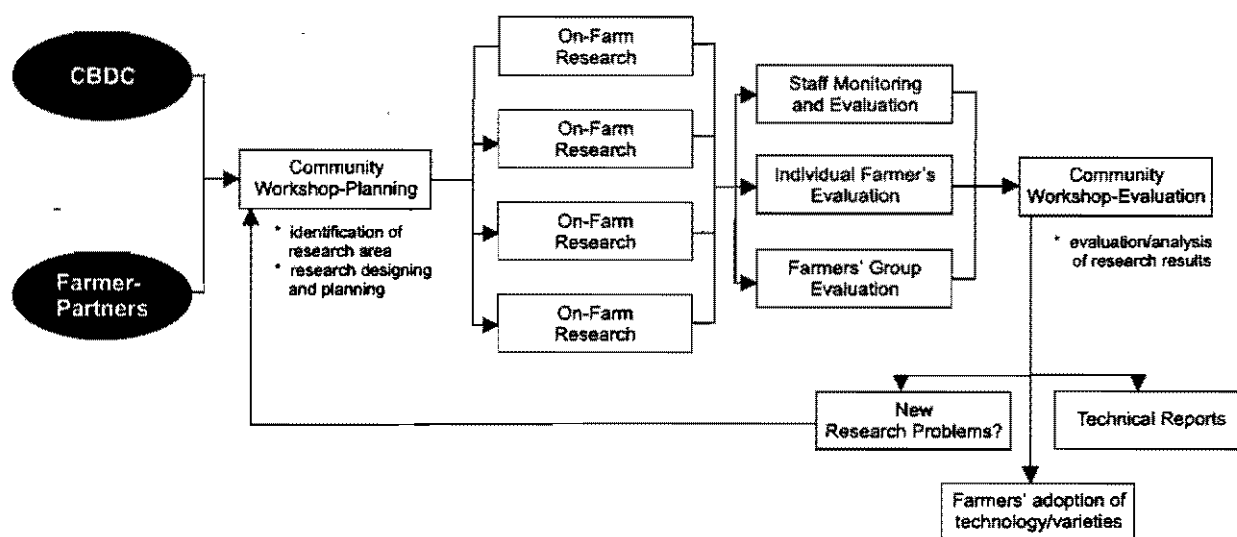 CBDC
Farmer-
Partners
Community
Workshop-Planning
* identification of
research area
* research designing
and planning
On-Farm
Research
On-Farm
Research
On-Farm
Research
On-Farm
Research
Staff Monitoring
and Evaluation
Individual Farmer's
Evaluation
Farmers' Group
Evaluation
Community
Workshop-Evaluation
* evaluation/analysis
of research results
New
Research Problems?
Technical Reports
Farmers' adoption of
technology/varieties